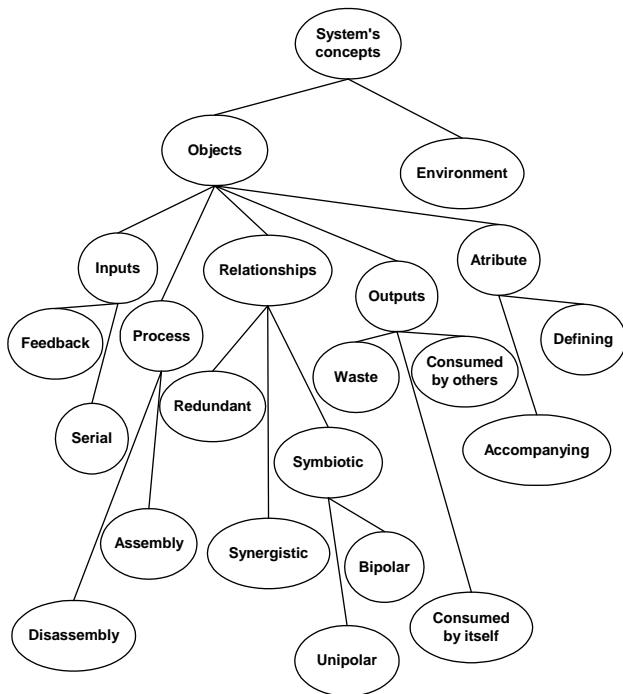 System's
concepts
Objects
Environment
Inputs
Relationships
Outputs
Atribute
Feedback
Process
Waste
Consumed
by others
Defining
Serial
Redundant
Symbiotic
Accompanying
Assembly
Synergistic
Bipolar
Disassembly
Unipolar
Consumed
by itself